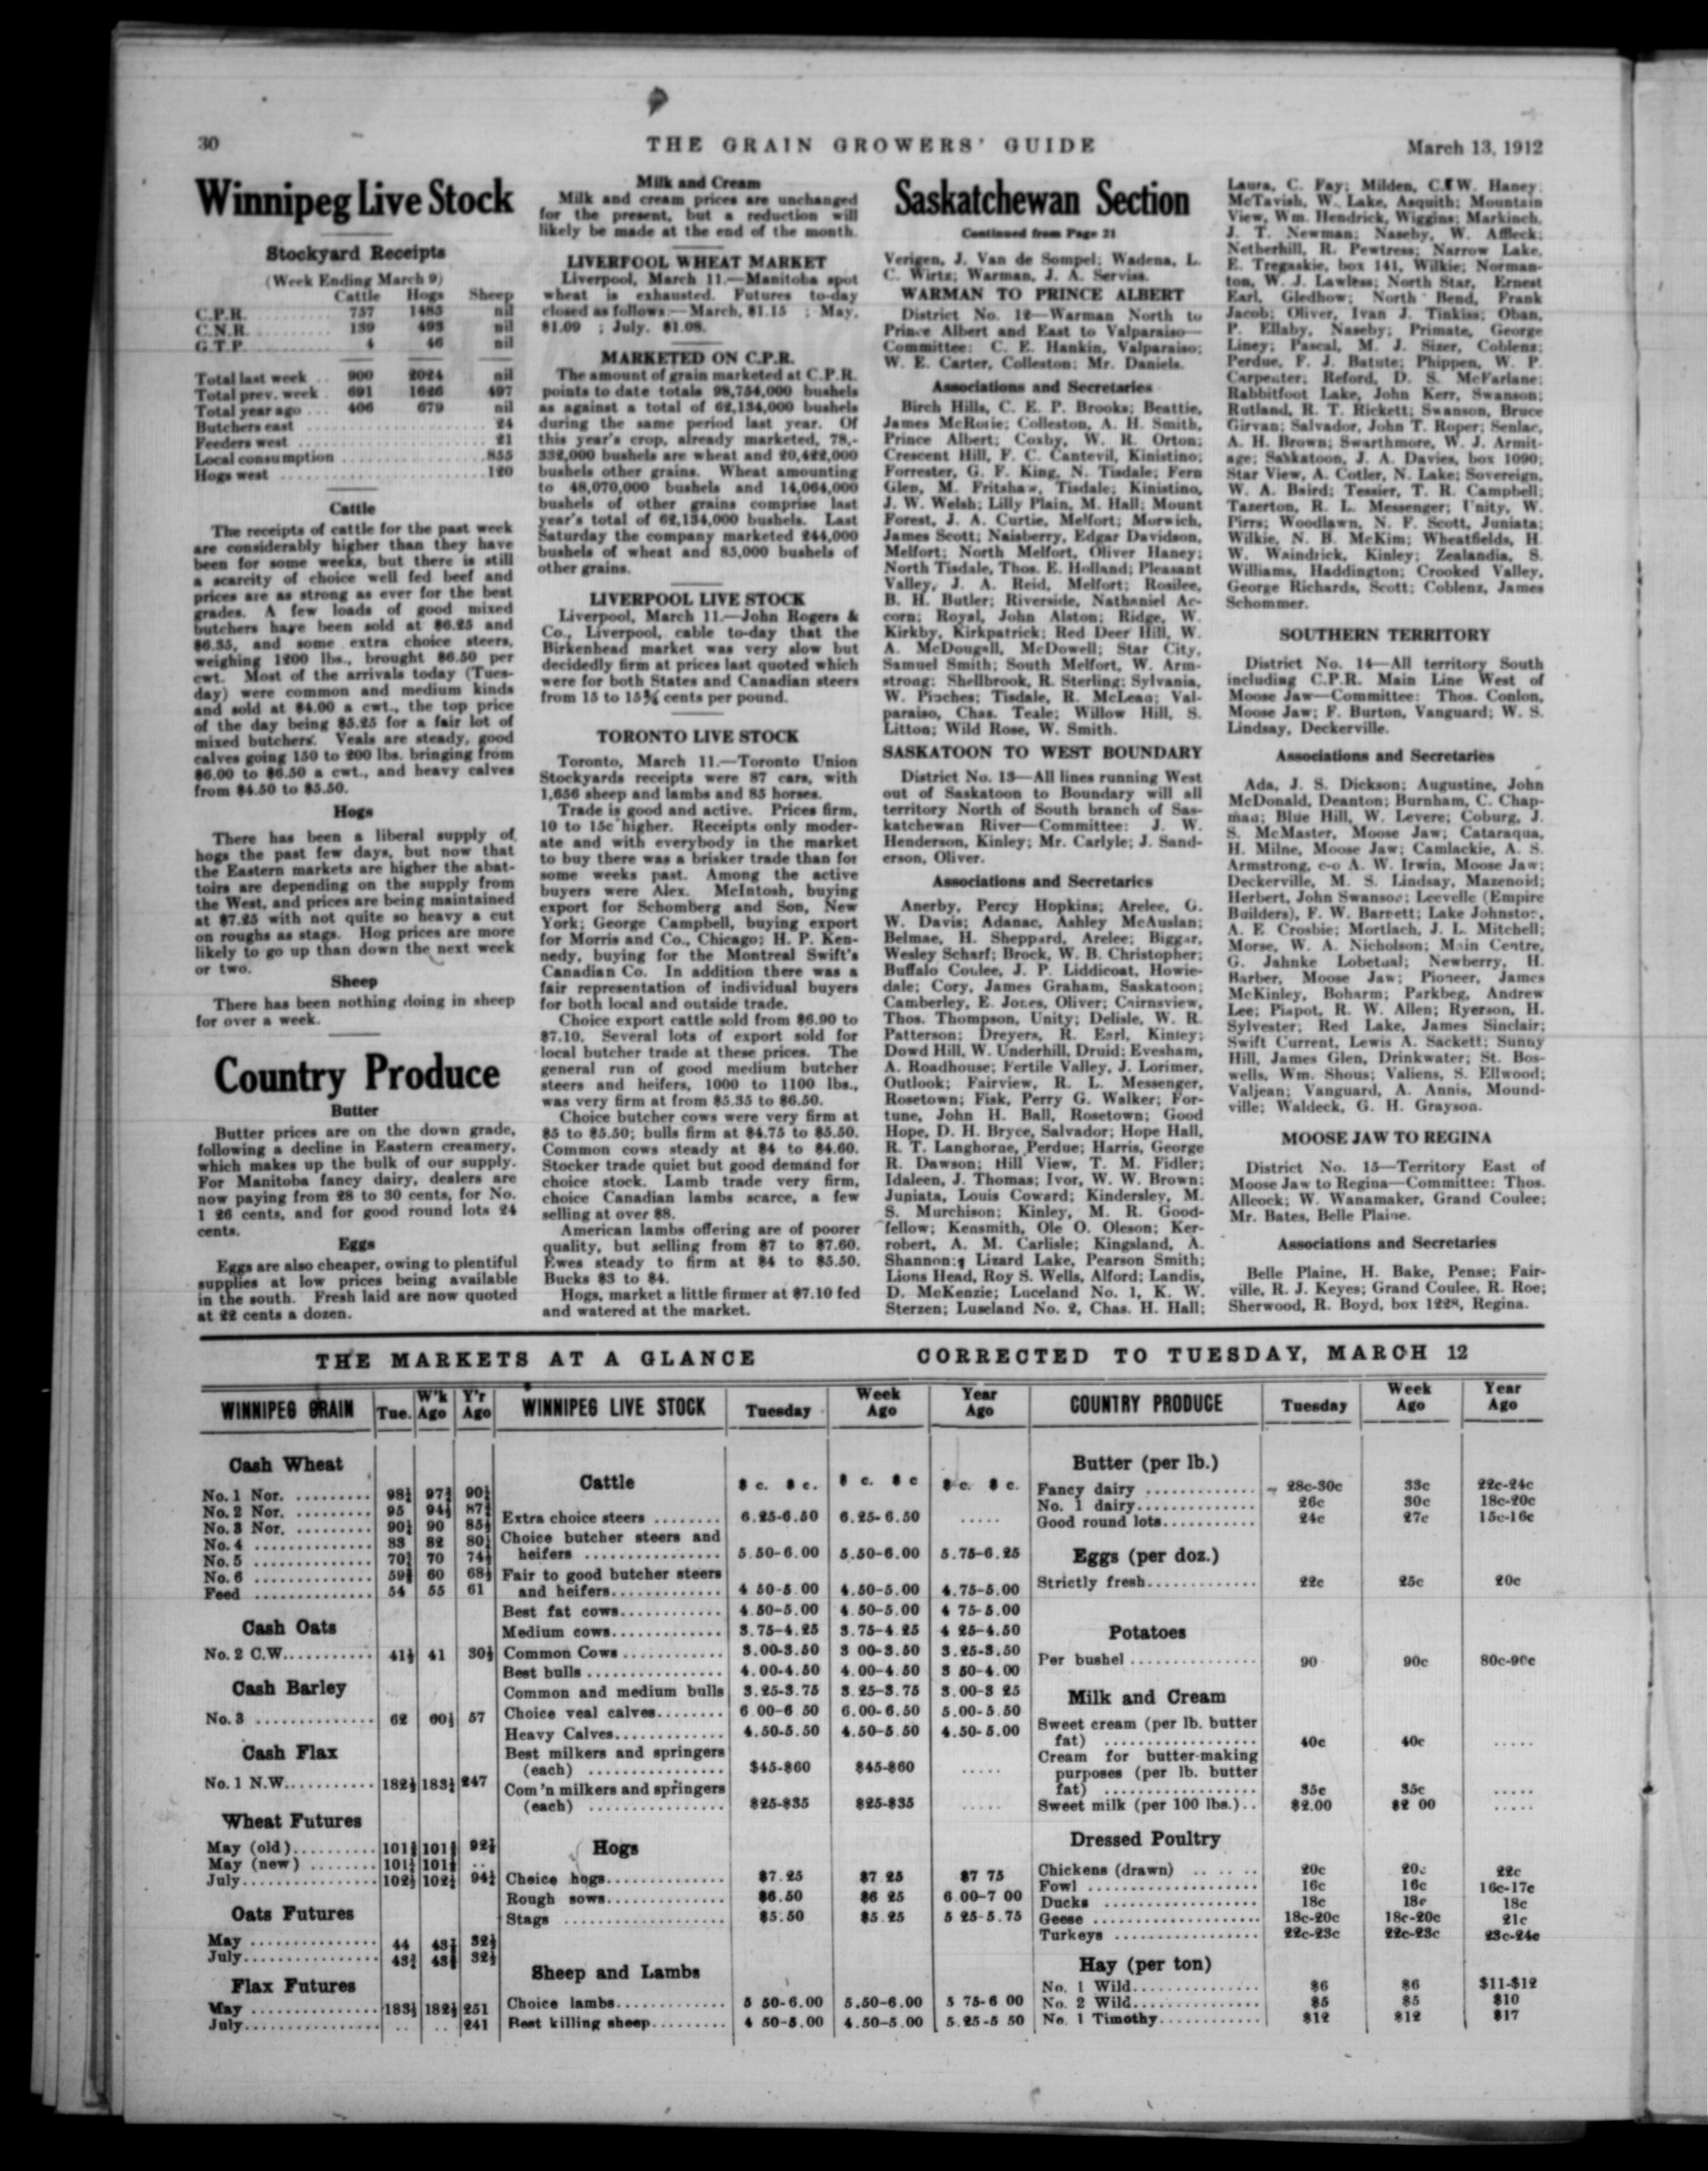 30
THE GRAIN GROWERS' GUIDE
March 13, 1912
Winnipeg Live Stock
Stockyard Receipts
(Week Ending March 9)
Cattle Hogs Sheep
C.P.R. 757 1485 nil
C.N.R. 139 493 nil
G.T.P. 4 46 nil
Total last week .. 900 2024 nil
Total prev. week . 691 1626 497
Total year ago ... 406 679 nil
Butchers east 24
Feeders west 21
Local consumption 855
Hogs west 120
Cattle
The receipts of cattle for the past week
are considerably higher than they have
been for some weeks, but there is still
a scarcity of choice well fed beef and
prices are as strong as ever for the best
grades. A few loads of good mixed
butchers have been sold at $6.25 and
$6.35, and some extra choice steers,
weighing 1200 lbs., brought $6.50 per
cwt. Most of the arrivals today (Tues-
day) were common and medium kinds
and sold at $4.00 a cwt., the top price
of the day being $5.25 for a fair lot of
mixed butchers. Veals are steady, good
calves going 150 to 200 lbs. bringing from
$6.00 to $6.50 a cwt., and heavy calves
from $4.50 to $5.50.
Hogs
There has been a liberal supply of
hogs the past few days, but now that
the Eastern markets are higher the abat-
toirs are depending on the supply from
the West, and prices are being maintained
at $7.25 with not quite so heavy a cut
on roughs as stags. Hog prices are more
likely to go up than down the next week
or two.
Sheep
There has been nothing doing in sheep
for over a week.
Country Produce
Butter
Butter prices are on the down grade,
following a decline in Eastern creamery,
which makes up the bulk of our supply.
For Manitoba fancy dairy, dealers are
now paying from 28 to 30 cents, for No.
1 26 cents, and for good round lots 24
cents.
Eggs
Eggs are also cheaper, owing to plentiful
supplies at low prices being available
in the south. Fresh laid are now quoted
at 22 cents a dozen.
Milk and Cream
Milk and cream prices are unchanged
for the present, but a reduction will
likely be made at the end of the month.
LIVERPOOL WHEAT MARKET
Liverpool, March 11.—Manitoba spot
wheat is exhausted. Futures to-day
closed as follows:—March, $1.15 ; May,
$1.09 ; July, $1.08.
MARKETED ON C.P.R.
The amount of grain marketed at C.P.R.
points to date totals 98,754,000 bushels
as against a total of 62,134,000 bushels
during the same period last year. Of
this year's crop, already marketed, 78,-
332,000 bushels are wheat and 20,422,000
bushels other grains. Wheat amounting
to 48,070,000 bushels and 14,064,000
bushels of other grains comprise last
year's total of 62,134,000 bushels. Last
Saturday the company marketed 244,000
bushels of wheat and 83,000 bushels of
other grains.
LIVERPOOL LIVE STOCK
Liverpool, March 11.—John Rogers &
Co., Liverpool, cable to-day that the
Birkenhead market was very slow but
decidedly firm at prices last quoted which
were for both States and Canadian steers
from 15 to 15¾ cents per pound.
TORONTO LIVE STOCK
Toronto, March 11.—Toronto Union
Stockyards receipts were 87 cars, with
1,656 sheep and lambs and 85 horses.
Trade is good and active. Prices firm,
10 to 15c higher. Receipts only moder-
ate and with everybody in the market
to buy there was a brisker trade than for
some weeks past. Among the active
buyers were Alex. McIntosh, buying
export for Schomberg and Son, New
York; George Campbell, buying export
for Morris and Co., Chicago; H. P. Ken-
nedy, buying for the Montreal Swift's
Canadian Co. In addition there was a
fair representation of individual buyers
for both local and outside trade.
Choice export cattle sold from $6.90 to
$7.10. Several lots of export sold for
local butcher trade at these prices. The
general run of good medium butcher
steers and heifers, 1000 to 1100 lbs.,
was very firm at from $5.35 to $6.50.
Choice butcher cows were very firm at
$5 to $5.50; bulls firm at $4.75 to $5.50.
Common cows steady at $4 to $4.60.
Stocker trade quiet but good demand for
choice stock. Lamb trade very firm,
choice Canadian lambs scarce, a few
selling at over $8.
American lambs offering are of poorer
quality, but selling from $7 to $7.60.
Ewes steady to firm at $4 to $5.50.
Bucks $3 to $4.
Hogs, market a little firmer at $7.10 fed
and watered at the market.
Saskatchewan Section
Continued from Page 21
Verigen, J. Van de Sompel; Wadena, L.
C. Wirtz; Warman, J. A. Serviss.
WARMAN TO PRINCE ALBERT
District No. 12—Warman North to
Prince Albert and East to Valparaiso—
Committee: C. E. Hankin, Valparaiso;
W. E. Carter, Colleston; Mr. Daniels.
Associations and Secretaries
Birch Hills, C. E. P. Brooks; Beattie,
James McRorie; Colleston, A. H. Smith,
Prince Albert; Coxby, W. R. Orton;
Crescent Hill, F. C. Cantevil, Kinistino;
Forrester, G. F. King, N. Tisdale; Fern
Glen, M. Fritshaw, Tisdale; Kinistino,
J. W. Welsh; Lilly Plain, M. Hall; Mount
Forest, J. A. Curtie, Melfort; Morwich,
James Scott; Naisberry, Edgar Davidson,
Melfort; North Melfort, Oliver Haney;
North Tisdale, Thos. E. Holland; Pleasant
Valley, J. A. Reid, Melfort; Rosilee,
B. H. Butler; Riverside, Nathaniel Ac-
corn; Royal, John Alston; Ridge, W.
Kirkby, Kirkpatrick; Red Deer Hill, W.
A. McDougall, McDowell; Star City,
Samuel Smith; South Melfort, W. Arm-
strong; Shellbrook, R. Sterling; Sylvania,
W. Pinches; Tisdale, R. McLean; Val-
paraiso, Chas. Teale; Willow Hill, S.
Litton; Wild Rose, W. Smith.
SASKATOON TO WEST BOUNDARY
District No. 13—All lines running West
out of Saskatoon to Boundary will all
territory North of South branch of Sas-
katchewan River—Committee: J. W.
Henderson, Kinley; Mr. Carlyle; J. Sand-
erson, Oliver.
Associations and Secretaries
Anerby, Percy Hopkins; Arelee, G.
W. Davis; Adanac, Ashley McAuslan;
Belmae, H. Sheppard, Arelee; Biggar,
Wesley Scharf; Brock, W. B. Christopher;
Buffalo Coulee, J. P. Liddicoat, Howie-
dale; Cory, James Graham, Saskatoon;
Camberley, E. Jones, Oliver; Cairnsview,
Thos. Thompson, Unity; Delisle, W. R.
Patterson; Dreyers, R. Earl, Kinley;
Dowd Hill, W. Underhill, Druid; Evesham,
A. Roadhouse; Fertile Valley, J. Lorimer,
Outlook; Fairview, R. L. Messenger,
Rosetown; Fisk, Perry G. Walker; For-
tune, John H. Ball, Rosetown; Good
Hope, D. H. Bryce, Salvador; Hope Hall,
R. T. Langhorne, Perdue; Harris, George
R. Dawson; Hill View, T. M. Fidler;
Idaleen, J. Thomas; Ivor, W. W. Brown;
Juniata, Louis Coward; Kindersley, M.
S. Murchison; Kinley, M. R. Good-
fellow; Kensmith, Ole O. Oleson; Ker-
robert, A. M. Carlisle; Kingsland, A.
Shannon; Lizard Lake, Pearson Smith;
Lions Head, Roy S. Wells, Alford; Landis,
D. McKenzie; Luceland No. 1, K. W.
Sterzen; Luseland No. 2, Chas. H. Hall;
Laura, C. Fay; Milden, C. W. Haney;
McTavish, W. Lake, Asquith; Mountain
View, Wm. Hendrick, Wiggins; Markinch,
J. T. Newman; Naseby, W. Affleck;
Netherhill, R. Pewtress; Narrow Lake,
E. Tregaskie, box 141, Wilkie; Norman-
ton, W. J. Lawless; North Star, Ernest
Earl, Gledhow; North Bend, Frank
Jacob; Oliver, Ivan J. Tinkiss; Oban,
P. Ellaby, Naseby; Primate, George
Liney; Pascal, M. J. Sizer, Coblenz;
Perdue, F. J. Batute; Phippen, W. P.
Carpenter; Reford, D. S. McFarlane;
Rabbitfoot Lake, John Kerr, Swanson;
Rutland, R. T. Rickett; Swanson, Bruce
Girvan; Salvador, John T. Roper; Senlac,
A. H. Brown; Swarthmore, W. J. Armit-
age; Saskatoon, J. A. Davies, box 1090;
Star View, A. Cotler, N. Lake; Sovereign,
W. A. Baird; Tessier, T. R. Campbell;
Tazerton, R. L. Messenger; Unity, W.
Pirrs; Woodlawn, N. F. Scott, Juniata;
Wilkie, N. B. McKim; Wheatfields, H.
W. Waindrick, Kinley; Zealandia, S.
Williams, Haddington; Crooked Valley,
George Richards, Scott; Coblenz, James
Schommer.
SOUTHERN TERRITORY
District No. 14—All territory South
including C.P.R. Main Line West of
Moose Jaw—Committee: Thos. Conlon,
Moose Jaw; F. Burton, Vanguard; W. S.
Lindsay, Deckerville.
Associations and Secretaries
Ada, J. S. Dickson; Augustine, John
McDonald, Deanton; Burnham, C. Chap-
man; Blue Hill, W. Levere; Coburg, J.
S. McMaster, Moose Jaw; Cataraqua,
H. Milne, Moose Jaw; Camlackie, A. S.
Armstrong, c-o A. W. Irwin, Moose Jaw;
Deckerville, M. S. Lindsay, Mazenoid;
Herbert, John Swanson; Leevelle (Empire
Builders), F. W. Barrett; Lake Johnston,
A. E. Crosbie; Mortlach, J. L. Mitchell;
Morse, W. A. Nicholson; Main Centre,
G. Jahnke Lobetual; Newberry, H.
Barber, Moose Jaw; Pioneer, James
McKinley, Boharm; Parkbeg, Andrew
Lee; Piapot, R. W. Allen; Ryerson, H.
Sylvester; Red Lake, James Sinclair;
Swift Current, Lewis A. Sackett; Sunny
Hill, James Glen, Drinkwater; St. Bos-
wells, Wm. Shous; Valiens, S. Ellwood;
Valjean; Vanguard, A. Annis, Mound-
ville; Waldeck, G. H. Grayson.
MOOSE JAW TO REGINA
District No. 15—Territory East of
Moose Jaw to Regina—Committee: Thos.
Allcock; W. Wanamaker, Grand Coulee;
Mr. Bates, Belle Plaine.
Associations and Secretaries
Belle Plaine, H. Bake, Pense; Fair-
ville, R. J. Keyes; Grand Coulee, R. Roe;
Sherwood, R. Boyd, box 1228, Regina.
THE MARKETS AT A GLANCE
CORRECTED TO TUESDAY, MARCH 12
WINNIPEG GRAIN Tue. W'k Ago Y'r Ago
Cash Wheat
No. 1 Nor.
No. 2 Nor. 95
No. 3 Nor. 90
No. 4 83 82
No. 5 70
No. 6 60
Feed 54 55 61
Cash Oats
No. 2 C.W. 41
Cash Barley
No. 3 62 57
Cash Flax
No. 1 N.W. 247
Wheat Futures
May (old)
May (new) ..
July
Oats Futures
May 44
July
Flax Futures
May 251
July .. .. 241
WINNIPEG LIVE STOCK Tuesday Week Ago Year Ago
Cattle $ c. $ c. $ c. $ c $ c. $ c.
Extra choice steers 6.25-6.50 6.25-6.50 .....
Choice butcher steers and
heifers 5.50-6.00 5.50-6.00 5.75-6.25
Fair to good butcher steers
and heifers 4 50-5.00 4.50-5.00 4.75-5.00
Best fat cows 4.50-5.00 4.50-5.00 4 75-5.00
Medium cows 3.75-4.25 3.75-4.25 4 25-4.50
Common Cows 3.00-3.50 3 00-3.50 3.25-3.50
Best bulls 4.00-4.50 4.00-4.50 3 50-4.00
Common and medium bulls 3.25-3.75 3.25-3.75 3.00-3 25
Choice veal calves 6.00-6 50 6.00-6.50 5.00-5.50
Heavy Calves 4.50-5.50 4.50-5.50 4.50-5.00
Best milkers and springers
(each) $45-$60 $45-$60 .....
Com'n milkers and springers
(each) $25-$35 $25-$35 .....
Hogs
Choice hogs $7.25 $7 25 $7 75
Rough sows $6.50 $6 25 6.00-7 00
Stags $5.50 $5.25 5 25-5.75
Sheep and Lambs
Choice lambs 5 50-6.00 5.50-6.00 5 75-6 00
Best killing sheep 4 50-5.00 4.50-5.00 5.25-5 50
COUNTRY PRODUCE Tuesday Week Ago Year Ago
Butter (per lb.)
Fancy dairy 28c-30c 33c 22c-24c
No. 1 dairy 26c 30c 18c-20c
Good round lots 24c 27c 15c-16c
Eggs (per doz.)
Strictly fresh 22c 25c 20c
Potatoes
Per bushel 90 90c 80c-90c
Milk and Cream
Sweet cream (per lb. butter
fat) 40c 40c .....
Cream for butter-making
purposes (per lb. butter
fat) 35c 35c .....
Sweet milk (per 100 lbs.) $2.00 $2 00 .....
Dressed Poultry
Chickens (drawn) 20c 20c 22c
Fowl 16c 16c 16c-17c
Ducks 18c 18c 18c
Geese 18c-20c 18c-20c 21c
Turkeys 22c-23c 22c-23c 23c-24c
Hay (per ton)
No. 1 Wild $6 $6 $11-$12
No. 2 Wild $5 $5 $10
No. 1 Timothy $12 $12 $17